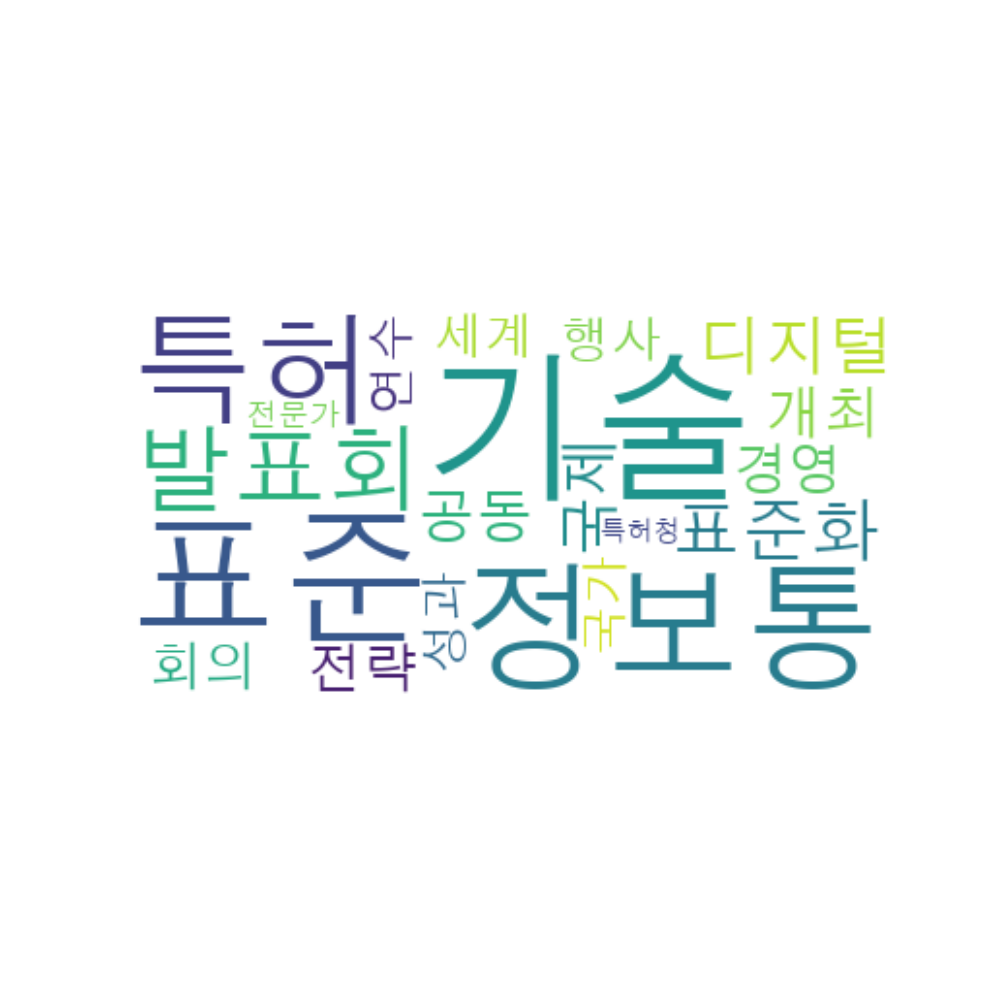 특허
연수
세계
행사
디지털
기술
전문가
개최
발표회
국제
경영
공동
표준
특허청
표준화
성과
정보통
국가
회의
전략